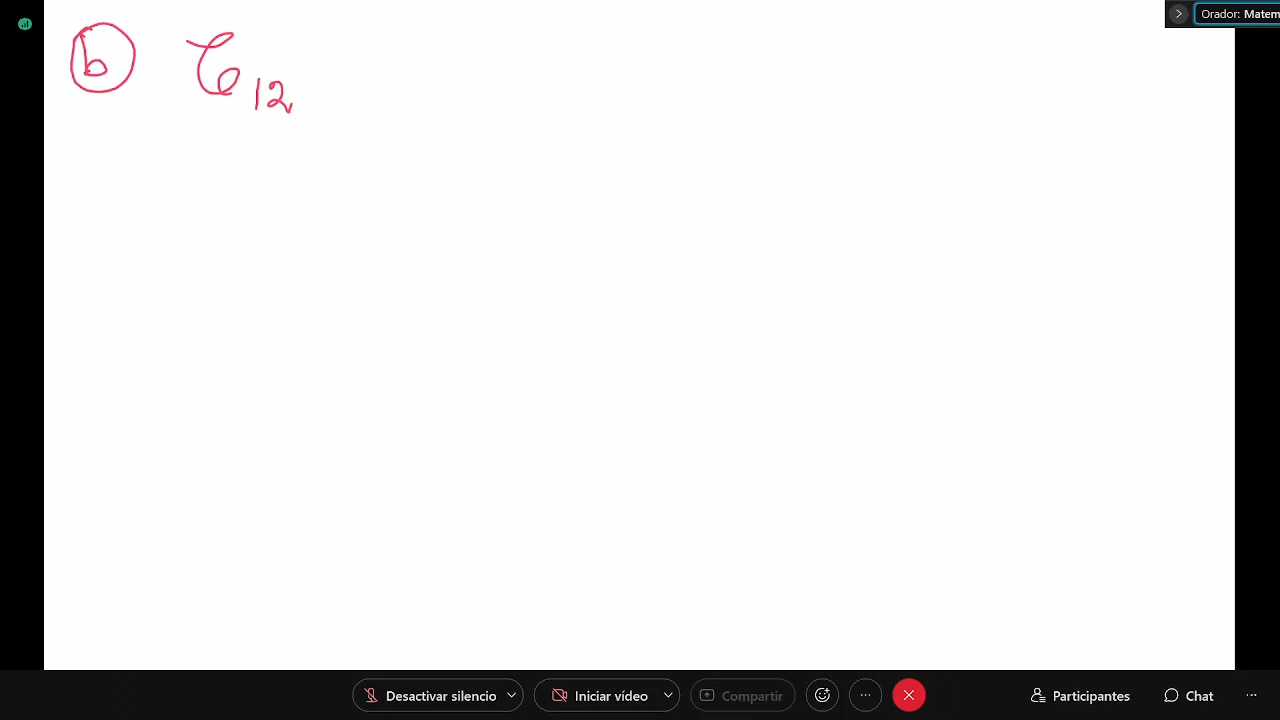 Orador: Matem
b 𝒞₁₂
Desactivar silencio
Iniciar vídeo
Compartir
Participantes
Chat